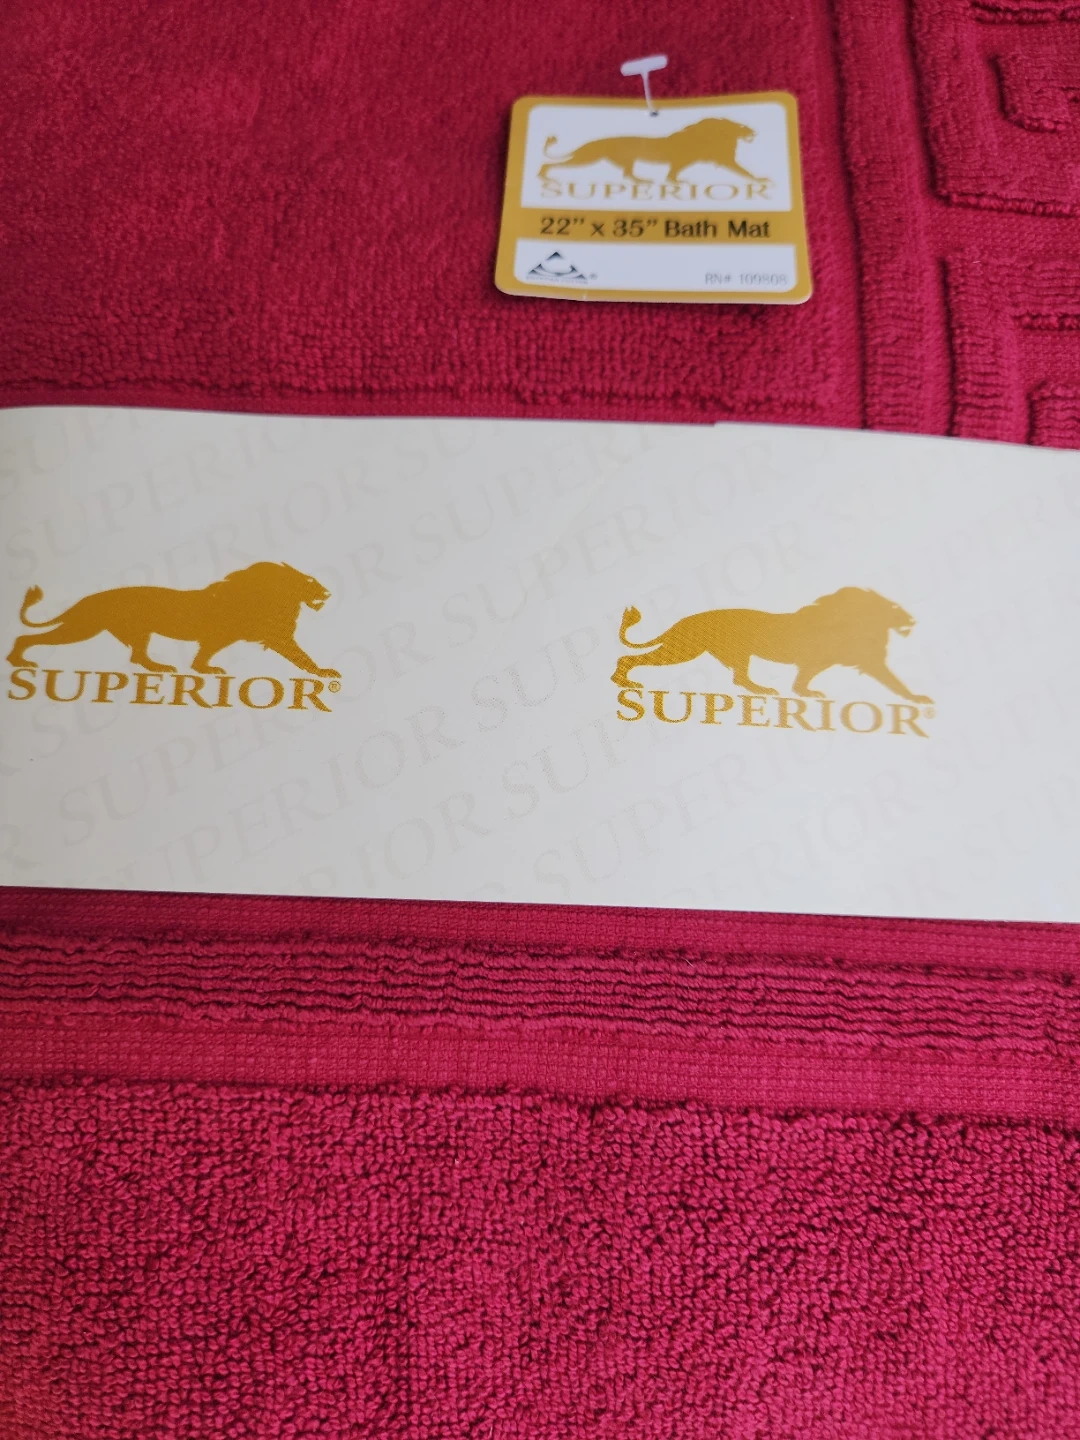 SUPERIOR
22" x 35" Bath Mat
RN# 109808
SUPERIOR®
SUPERIOR®